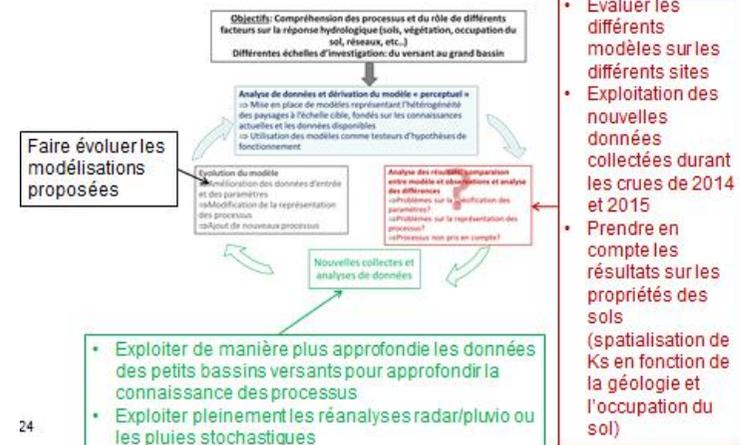 Objectifs: Compréhension des processus et du rôle de différents
facteurs sur la réponse hydrologique (sols, végétation, occupation du
sol, réseaux, etc..)
Différentes échelles d'investigation: du versant au grand bassin
Analyse de données et dérivation du modèle « perceptuel »
⇒ Mise en place de modèles représentant l'hétérogénéité
des paysages à l'échelle cible, fondés sur les connaissances
actuelles et les données disponibles
⇒ Utilisation des modèles comme testeurs d'hypothèses de
fonctionnement
Faire évoluer les
modélisations
proposées
Evolution du modèle
⇒Amélioration des données d'entrée
et des paramètres
⇒Modification de la représentation
des processus
⇒Ajout de nouveaux processus
Analyse des résultats: comparaison
entre modèle et observations et analyse
des différences
⇒Problèmes sur la spécification des
paramètres?
⇒Problèmes sur la représentation des
processus?
⇒Processus non pris en compte?
?
Nouvelles collectes et
analyses de données
• Exploiter de manière plus approfondie les données
des petits bassins versants pour approfondir la
connaissance des processus
• Exploiter pleinement les réanalyses radar/pluvio ou
les pluies stochastiques
• Evaluer les
différents
modèles sur les
différents sites
• Exploitation des
nouvelles
données
collectées durant
les crues de 2014
et 2015
• Prendre en
compte les
résultats sur les
propriétés des
sols
(spatialisation de
Ks en fonction de
la géologie et
l'occupation du
sol)
24